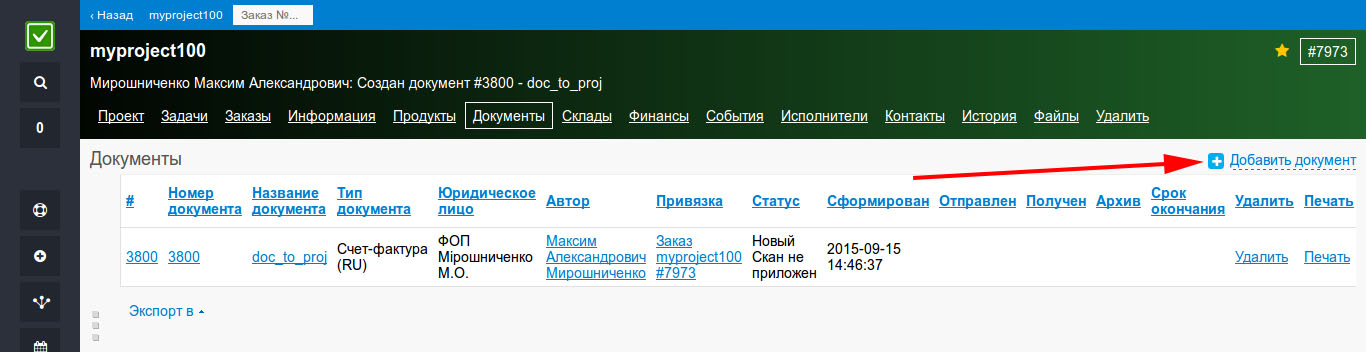 ‹ Назад myproject100 Заказ №...
myproject100
#7973
Мирошниченко Максим Александрович: Создан документ #3800 - doc_to_proj
0
Проект Задачи Заказы Информация Продукты Документы Склады Финансы События Исполнители Контакты История Файлы Удалить
Документы
Добавить документ
# Номер документа Название документа Тип документа Юридическое лицо Автор Привязка Статус Сформирован Отправлен Получен Архив Срок окончания Удалить Печать
3800 3800 doc_to_proj Счет-фактура (RU) ФОП Мірошниченко М.О. Максим Александрович Мирошниченко Заказ myproject100 #7973 Новый Скан не приложен 2015-09-15 14:46:37 Удалить Печать
Экспорт в